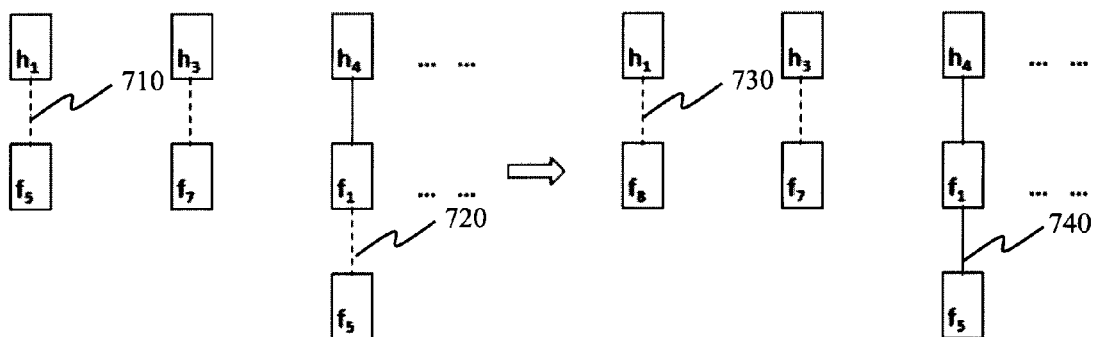 h₁ h₃ h₄ ... ... h₁ h₃ h₄ ... ...
710 730
f₅ f₇ f₁ ... ... f₈ f₇ f₁ ... ...
720 740
f₅ f₅